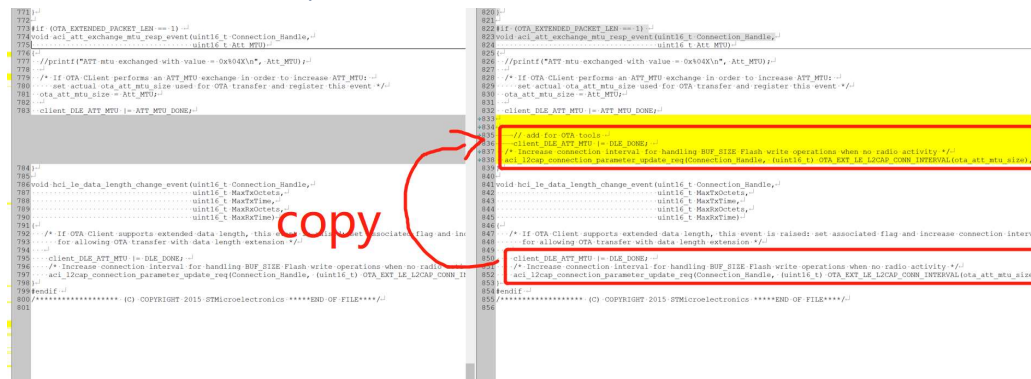 771 }
772
773 #if (OTA_EXTENDED_PACKET_LEN == 1)
774 void aci_att_exchange_mtu_resp_event(uint16_t Connection_Handle,
775 uint16_t Att_MTU)
776 {
777 //printf("ATT mtu exchanged with value = 0x%04X\n", Att_MTU);
778
779 /* If OTA CLient performs an ATT_MTU exchange in order to increase ATT_MTU:
780 set actual ota_att_mtu_size used for OTA transfer and register this event */
781 ota_att_mtu_size = Att_MTU;
782
783 client_DLE_ATT_MTU |= ATT_MTU_DONE;
784 }
785
786 void hci_le_data_length_change_event(uint16_t Connection_Handle,
787 uint16_t MaxTxOctets,
788 uint16_t MaxTxTime,
789 uint16_t MaxRxOctets,
790 uint16_t MaxRxTime)
791 {
792 /* If OTA Client supports extended data length, this set associated flag and in
793 for allowing OTA transfer with data length extension */
794
795 client_DLE_ATT_MTU |= DLE_DONE;
796 /* Increase connection interval for handling BUF_SIZE Flash write operations when no radio
797 aci_l2cap_connection_parameter_update_req(Connection_Handle, (uint16_t) OTA_EXT_LE_L2CAP_CONN_I
798 }
799 #endif
800 /******************* (C) COPYRIGHT 2015 STMicroelectronics *****END OF FILE****/
801
copy
820 }
821
822 #if (OTA_EXTENDED_PACKET_LEN == 1)
823 void aci_att_exchange_mtu_resp_event(uint16_t Connection_Handle,
824 uint16_t Att_MTU)
825 {
826 //printf("ATT mtu exchanged with value = 0x%04X\n", Att_MTU);
827
828 /* If OTA CLient performs an ATT_MTU exchange in order to increase ATT_MTU:
829 set actual ota_att_mtu_size used for OTA transfer and register this event */
830 ota_att_mtu_size = Att_MTU;
831
832 client_DLE_ATT_MTU |= ATT_MTU_DONE;
+833
+834
+835 // add for OTA tools
+836 client_DLE_ATT_MTU |= DLE_DONE;
+837 /* Increase connection interval for handling BUF_SIZE Flash write operations when no radio activity */
+838 aci_l2cap_connection_parameter_update_req(Connection_Handle, (uint16_t) OTA_EXT_LE_L2CAP_CONN_INTERVAL(ota_att_mtu_size),
839 }
840
841 void hci_le_data_length_change_event(uint16_t Connection_Handle,
842 uint16_t MaxTxOctets,
843 uint16_t MaxTxTime,
844 uint16_t MaxRxOctets,
845 uint16_t MaxRxTime)
846 {
847 /* If OTA Client supports extended data length, this event is raised: set associated flag and increase connection interv
848 for allowing OTA transfer with data length extension */
849
850 client_DLE_ATT_MTU |= DLE_DONE;
851 /* Increase connection interval for handling BUF_SIZE Flash write operations when no radio activity */
852 aci_l2cap_connection_parameter_update_req(Connection_Handle, (uint16_t) OTA_EXT_LE_L2CAP_CONN_INTERVAL(ota_att_mtu_size
853 }
854 #endif
855 /******************* (C) COPYRIGHT 2015 STMicroelectronics *****END OF FILE****/
856